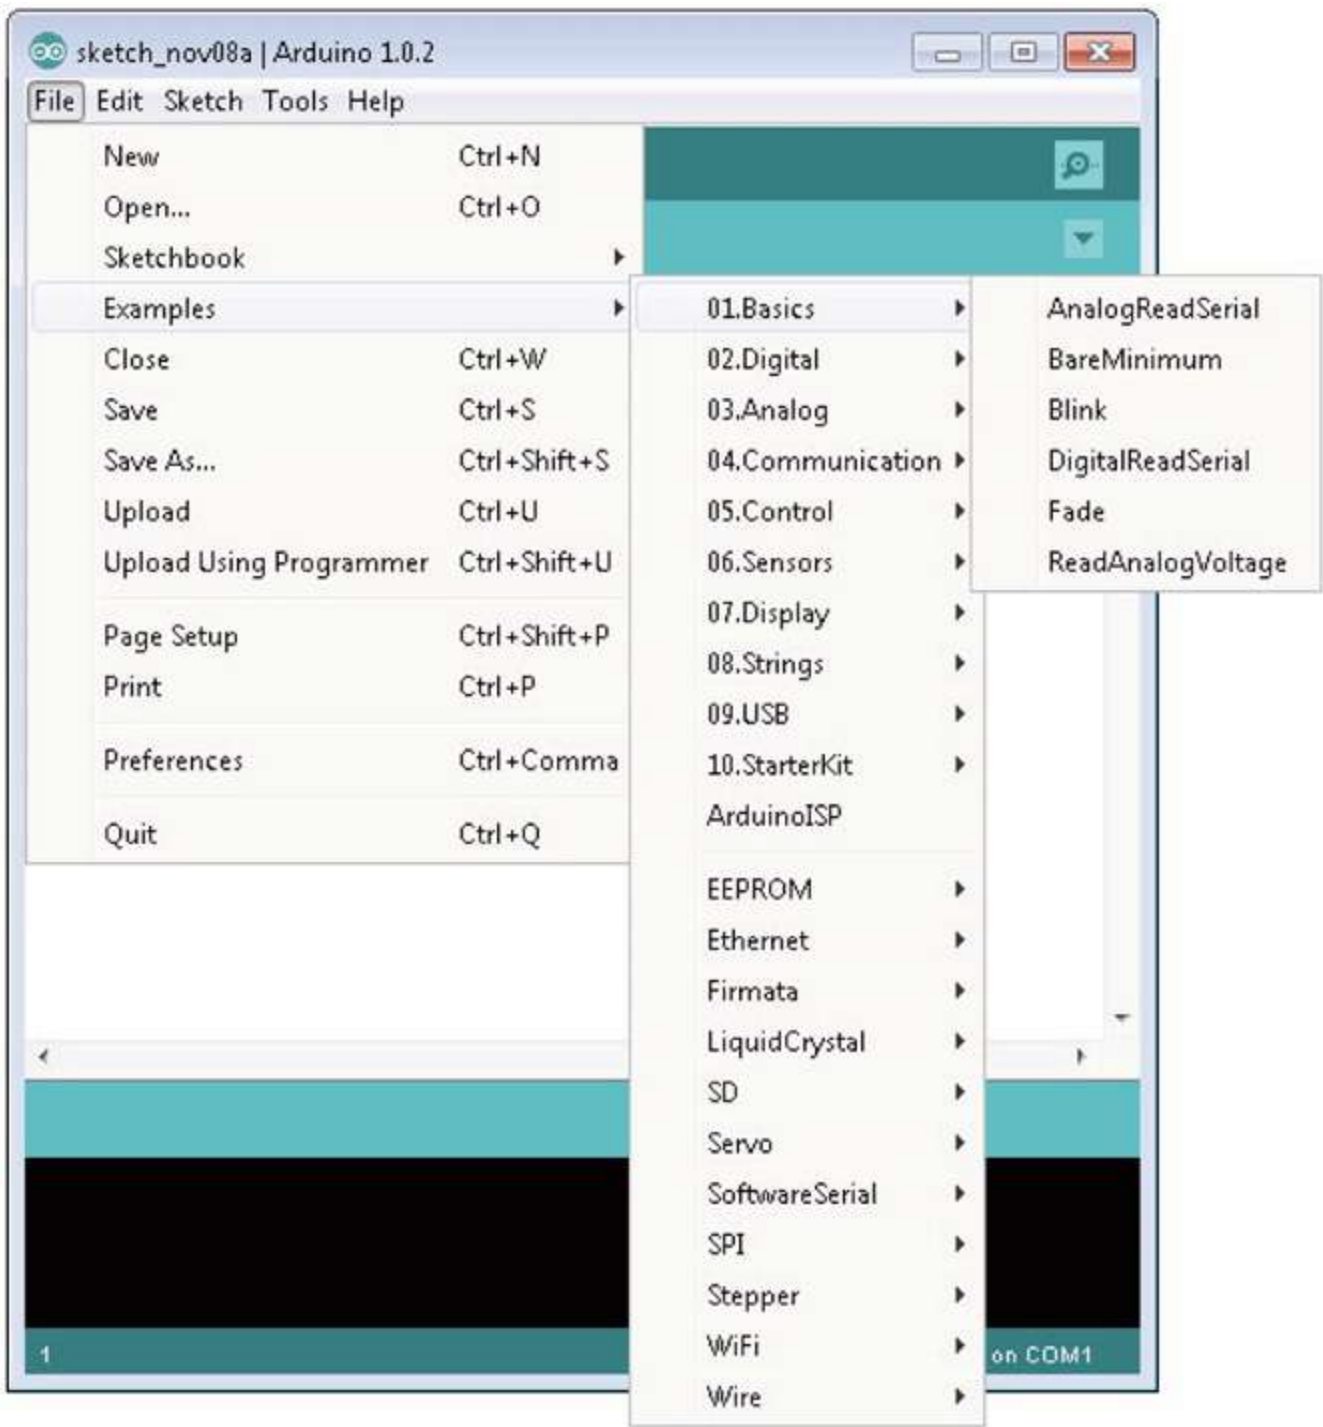 sketch_nov08a | Arduino 1.0.2
File Edit Sketch Tools Help
New Ctrl+N
Open... Ctrl+O
Sketchbook
Examples
Close Ctrl+W
Save Ctrl+S
Save As... Ctrl+Shift+S
Upload Ctrl+U
Upload Using Programmer Ctrl+Shift+U
Page Setup Ctrl+Shift+P
Print Ctrl+P
Preferences Ctrl+Comma
Quit Ctrl+Q
01.Basics
02.Digital
03.Analog
04.Communication
05.Control
06.Sensors
07.Display
08.Strings
09.USB
10.StarterKit
ArduinoISP
EEPROM
Ethernet
Firmata
LiquidCrystal
SD
Servo
SoftwareSerial
SPI
Stepper
WiFi
Wire
AnalogReadSerial
BareMinimum
Blink
DigitalReadSerial
Fade
ReadAnalogVoltage
1 on COM1